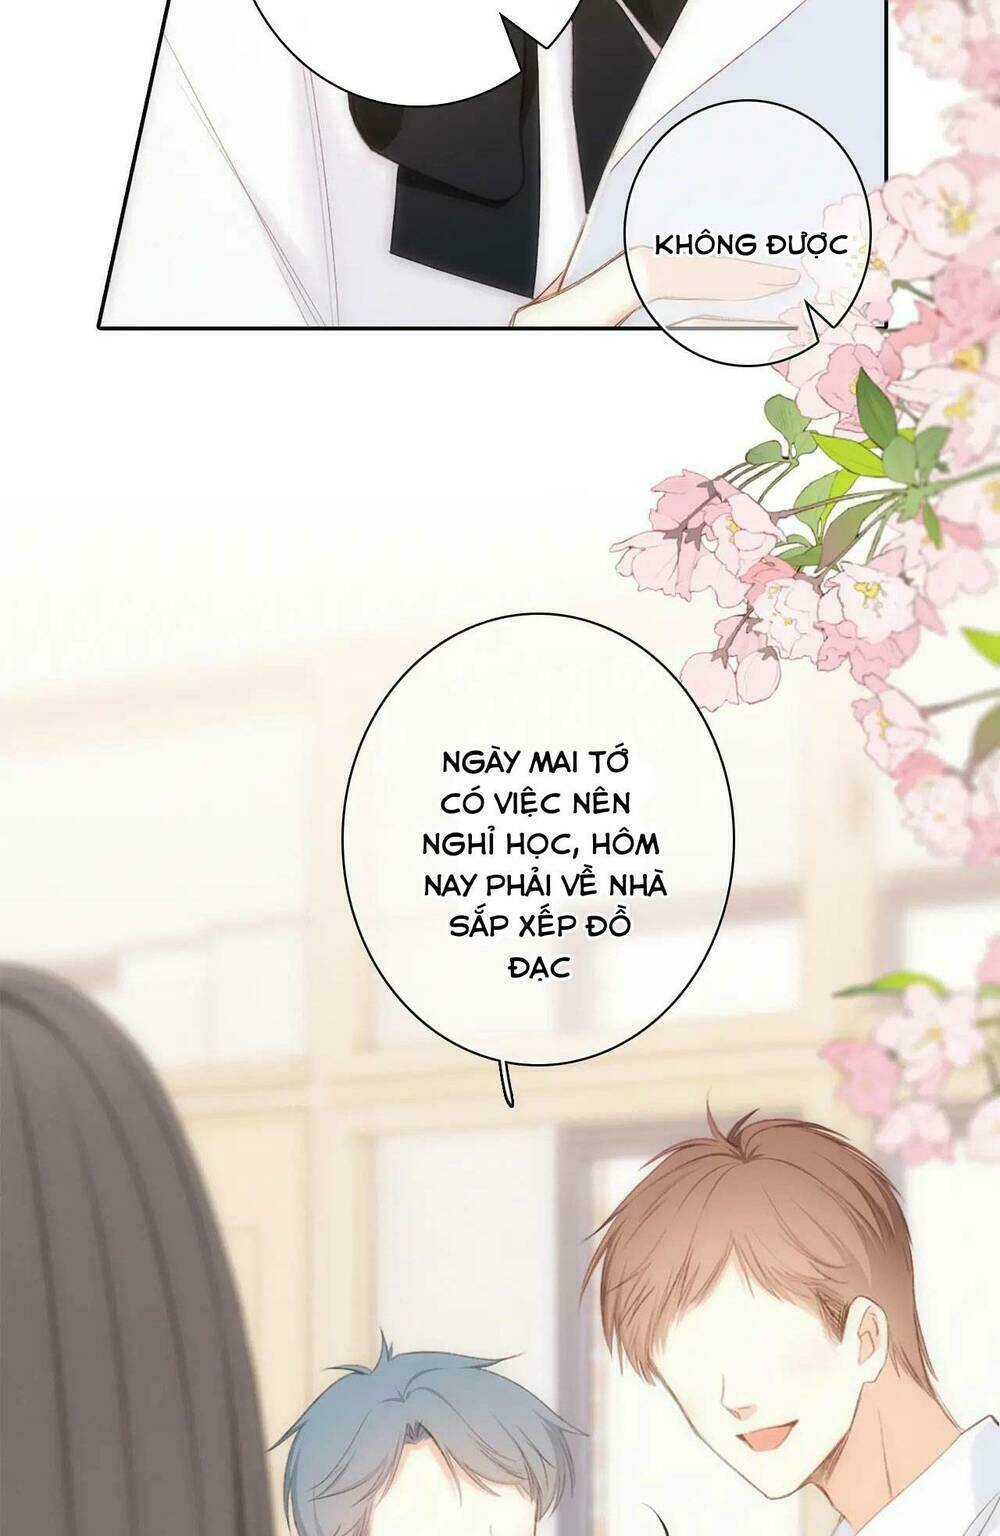 KHÔNG ĐƯỢC
NGÀY MAI TỚ
CÓ VIỆC NÊN
NGHỈ HỌC, HÔM
NAY PHẢI VỀ NHÀ
SẮP XẾP ĐỒ
ĐẠC